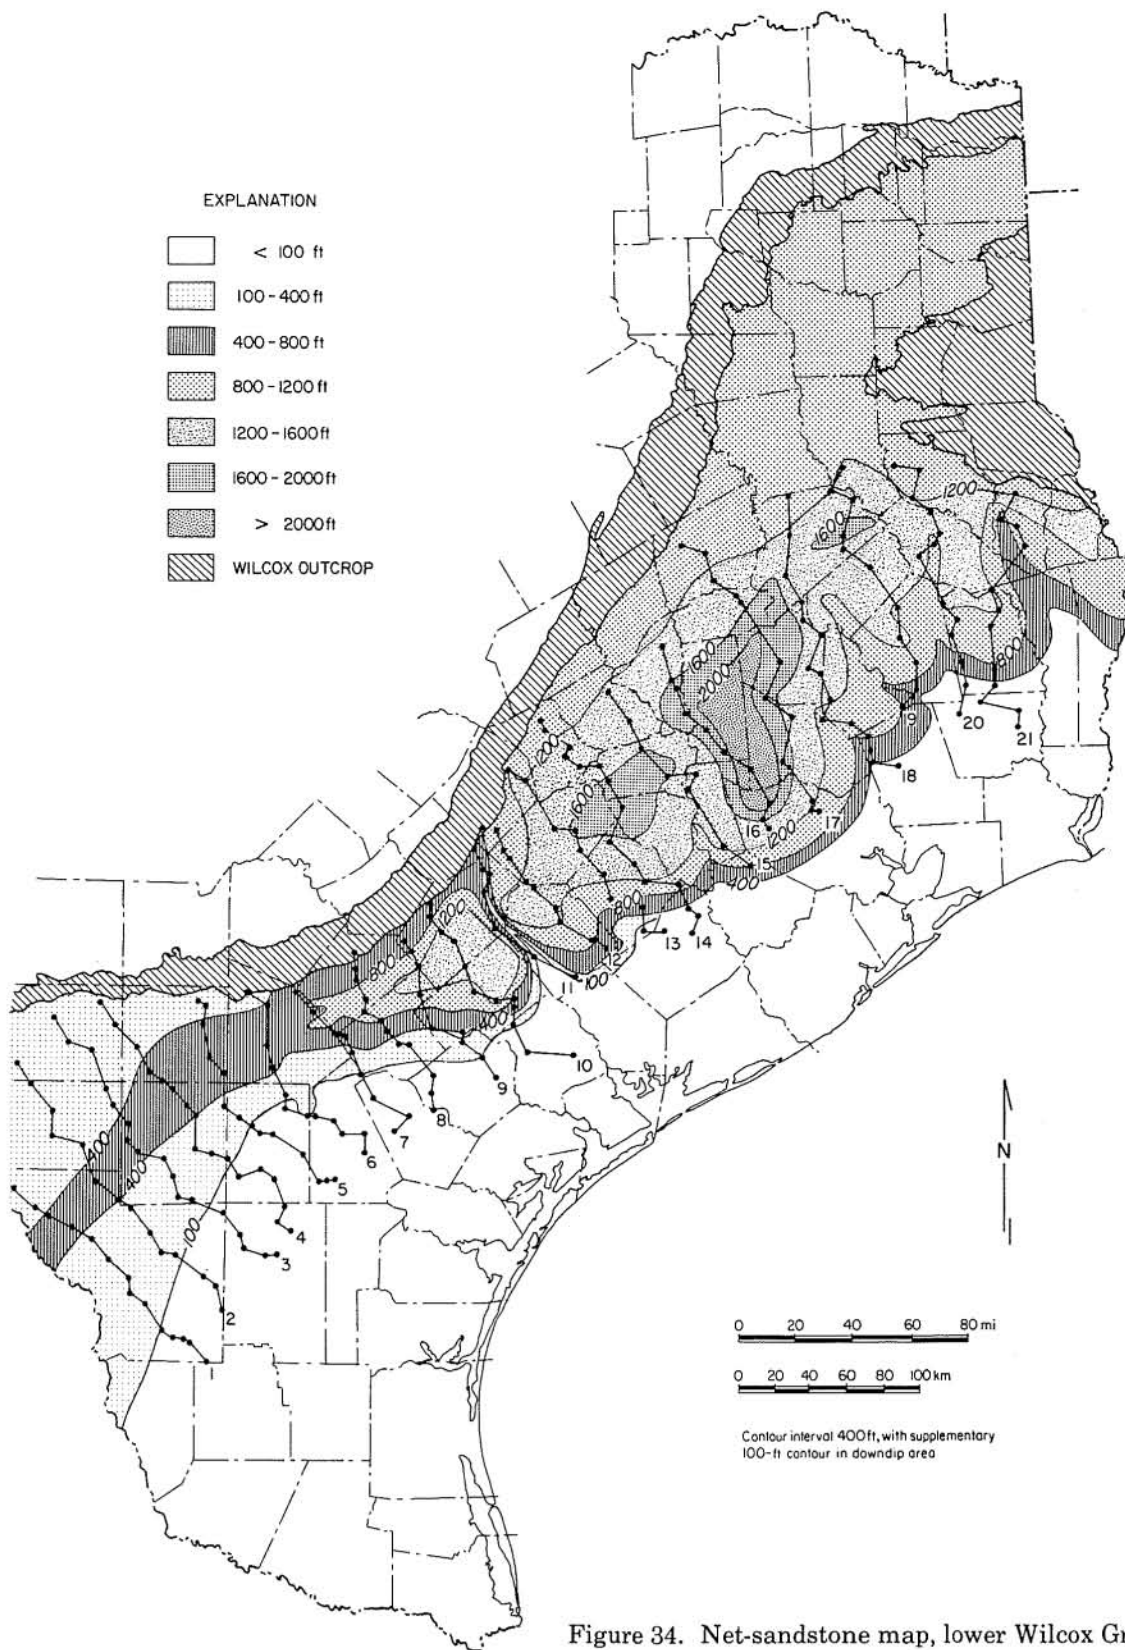 EXPLANATION
< 100 ft
100-400 ft
400-800 ft
800-1200 ft
1200-1600 ft
1600-2000 ft
> 2000 ft
WILCOX OUTCROP
1200
1600
1600
2000
800
1200
1600
19
20
21
18
17
16
1200
15
400
800
1200
800
12
13
14
11
100
400
10
9
8
7
6
5
400
400
100
4
3
2
1
N
0 20 40 60 80 mi
0 20 40 60 80 100 km
Contour interval 400 ft, with supplementary
100-ft contour in downdip area
Figure 34. Net-sandstone map, lower Wilcox Gr